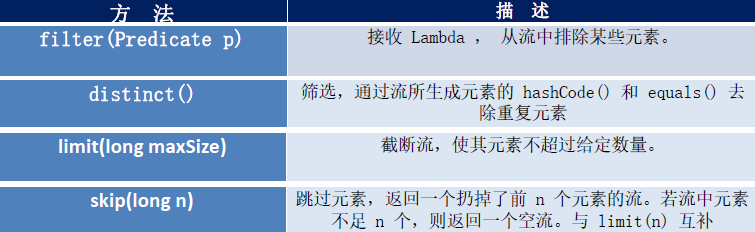 方 法 描 述
filter(Predicate p) 接收 Lambda , 从流中排除某些元素。
distinct() 筛选，通过流所生成元素的 hashCode() 和 equals() 去
除重复元素
limit(long maxSize) 截断流，使其元素不超过给定数量。
skip(long n) 跳过元素，返回一个扔掉了前 n 个元素的流。若流中元素
不足 n 个，则返回一个空流。与 limit(n) 互补